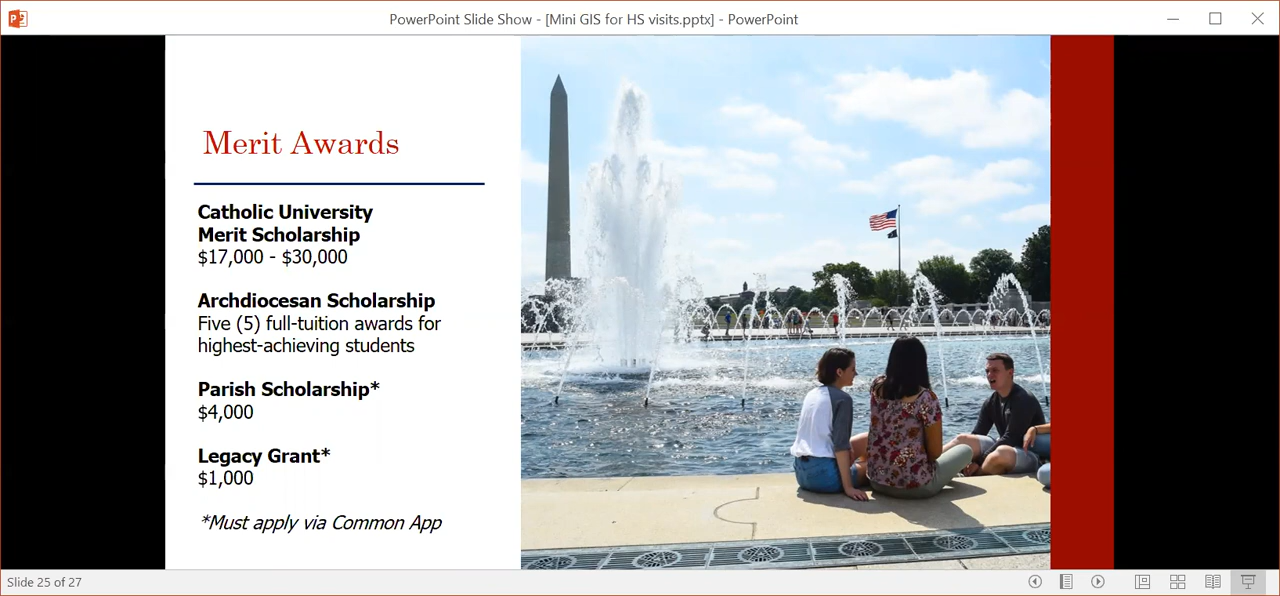 PowerPoint Slide Show - [Mini GIS for HS visits.pptx] - PowerPoint
Merit Awards
Catholic University
Merit Scholarship
$17,000 - $30,000
Archdiocesan Scholarship
Five (5) full-tuition awards for
highest-achieving students
Parish Scholarship*
$4,000
Legacy Grant*
$1,000
*Must apply via Common App
Slide 25 of 27